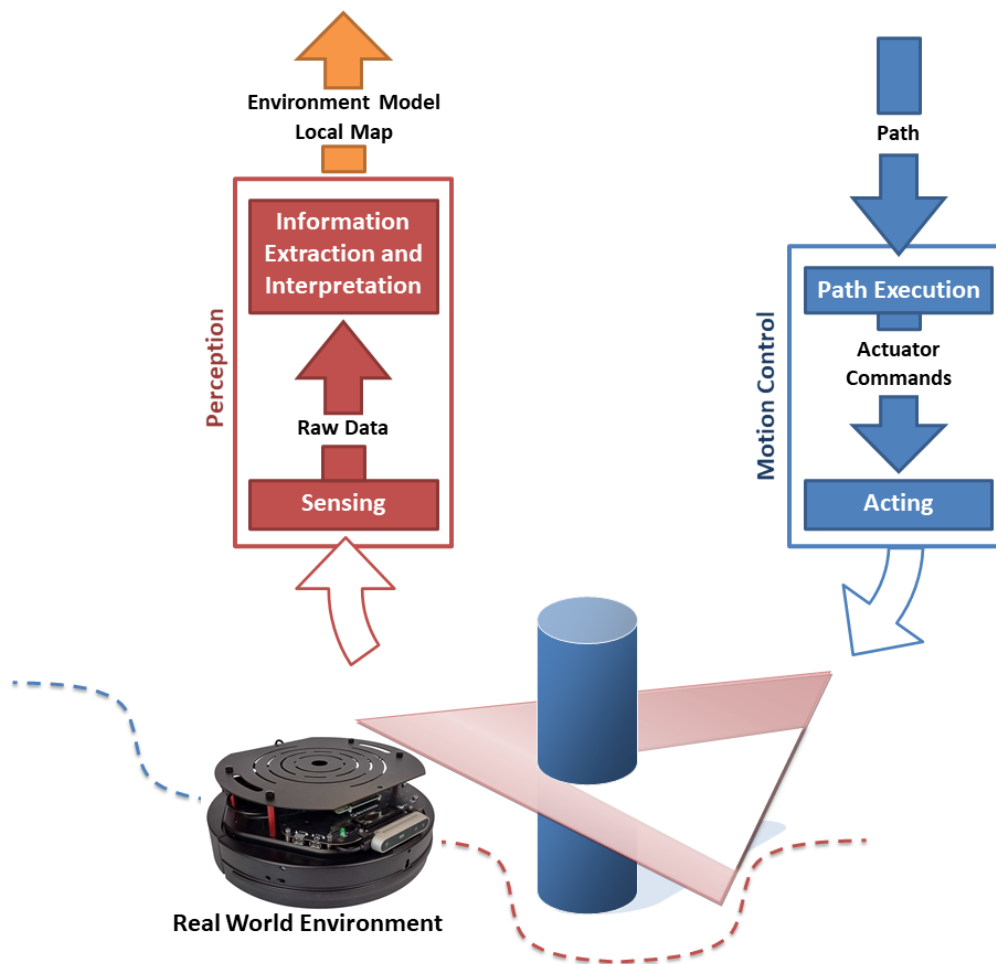 Environment Model
Local Map
Path
Information
Extraction and
Interpretation
Perception
Raw Data
Sensing
Path Execution
Motion Control
Actuator
Commands
Acting
Real World Environment